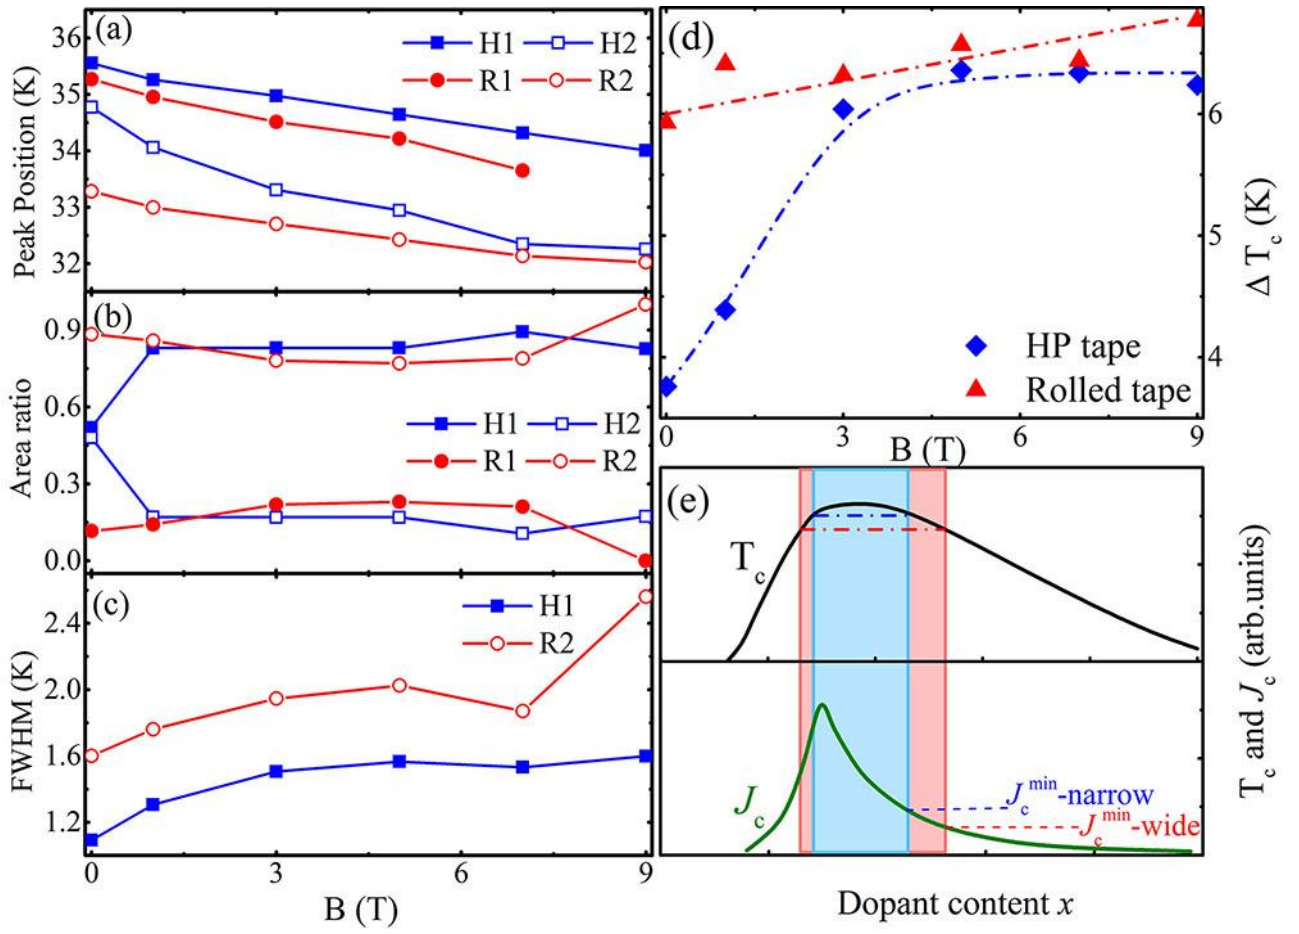 (a)
H1 H2
R1 R2
36
35
34
33
32
Peak Position (K)
(b)
H1 H2
R1 R2
0.9
0.6
0.3
0.0
Area ratio
(c)
H1
R2
2.4
2.0
1.6
1.2
FWHM (K)
0 3 6 9
B (T)
(d)
HP tape
Rolled tape
6
5
4
Δ T_c (K)
0 3 6 9
B (T)
(e)
T_c
J_c
J_c^min-narrow
J_c^min-wide
T_c and J_c (arb.units)
Dopant content x